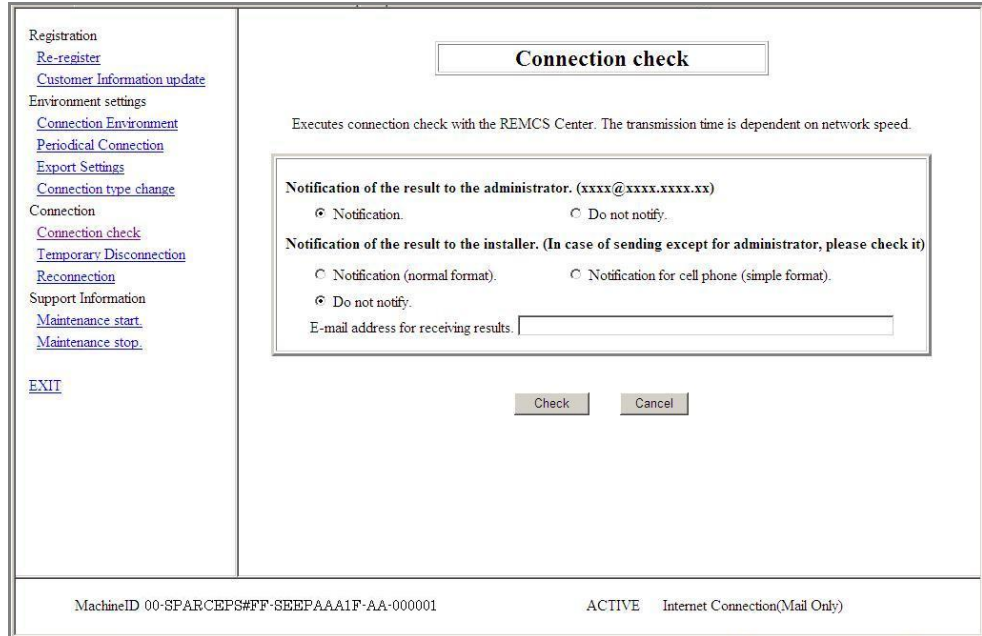 Registration
Re-register
Customer Information update
Environment settings
Connection Environment
Periodical Connection
Export Settings
Connection type change
Connection
Connection check
Temporary Disconnection
Reconnection
Support Information
Maintenance start.
Maintenance stop.
EXIT
Connection check
Executes connection check with the REMCS Center. The transmission time is dependent on network speed.
Notification of the result to the administrator. (xxxx@xxxx.xxxx.xx)
Notification. Do not notify.
Notification of the result to the installer. (In case of sending except for administrator, please check it)
Notification (normal format). Notification for cell phone (simple format).
Do not notify.
E-mail address for receiving results.
Check Cancel
MachineID 00-SPARCEPS#FF-SEEPAAA1F-AA-000001 ACTIVE Internet Connection(Mail Only)